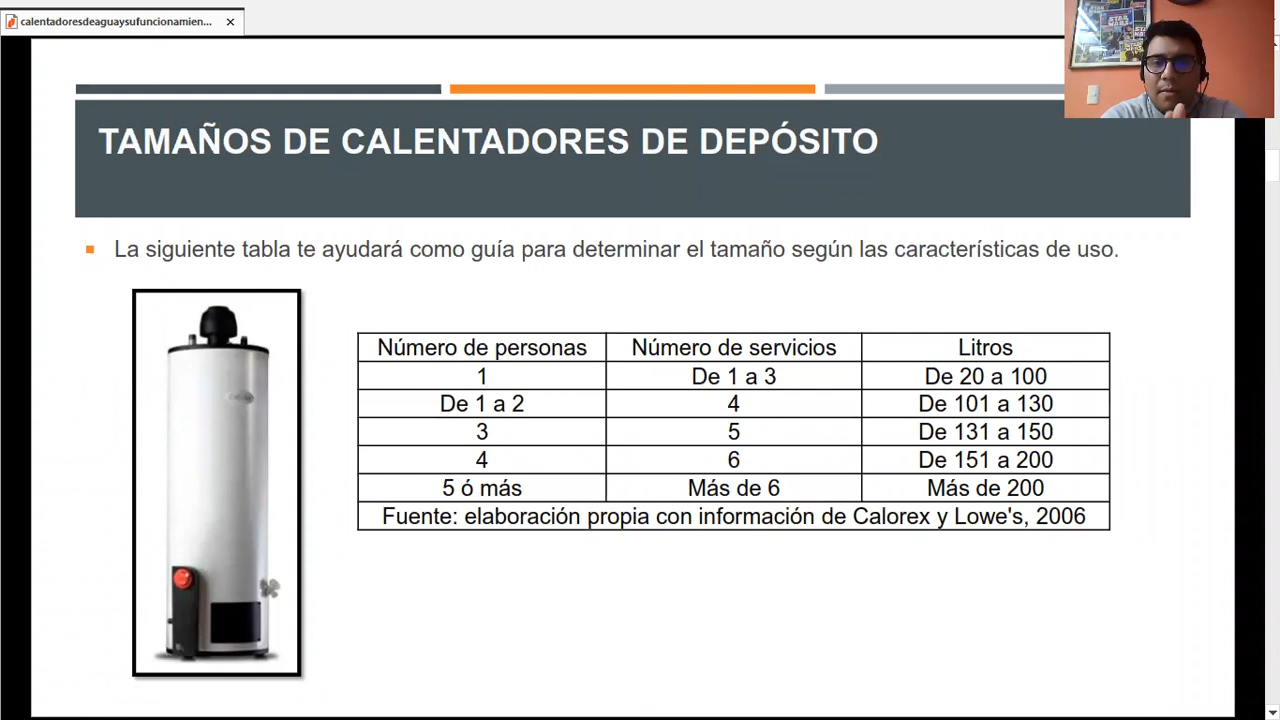 calentadoresdeaguaysufuncionamien...
TAMAÑOS DE CALENTADORES DE DEPÓSITO
La siguiente tabla te ayudará como guía para determinar el tamaño según las características de uso.
Número de personas Número de servicios Litros
1 De 1 a 3 De 20 a 100
De 1 a 2 4 De 101 a 130
3 5 De 131 a 150
4 6 De 151 a 200
5 ó más Más de 6 Más de 200
Fuente: elaboración propia con información de Calorex y Lowe's, 2006
STAR
WARS